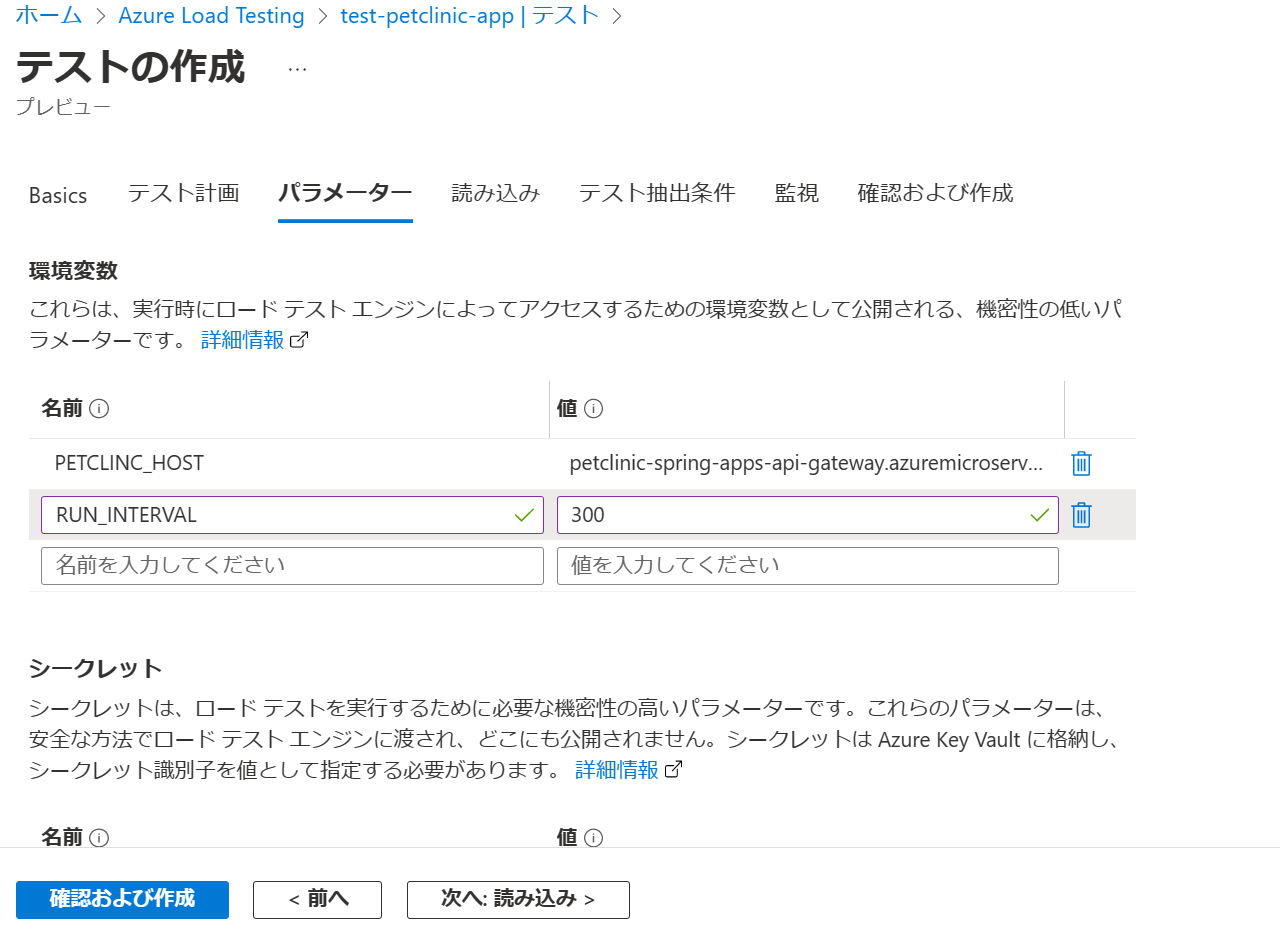 ホーム > Azure Load Testing > test-petclinic-app | テスト >
テストの作成 ...
プレビュー
Basics テスト計画 パラメーター 読み込み テスト抽出条件 監視 確認および作成
環境変数
これらは、実行時にロード テスト エンジンによってアクセスするための環境変数として公開される、機密性の低いパ
ラメーターです。 詳細情報
名前 値
PETCLINC_HOST petclinic-spring-apps-api-gateway.azuremicroserv...
RUN_INTERVAL 300
名前を入力してください 値を入力してください
シークレット
シークレットは、ロード テストを実行するために必要な機密性の高いパラメーターです。これらのパラメーターは、
安全な方法でロード テスト エンジンに渡され、どこにも公開されません。シークレットは Azure Key Vault に格納し、
シークレット識別子を値として指定する必要があります。 詳細情報
名前 値
確認および作成 < 前へ 次へ: 読み込み >